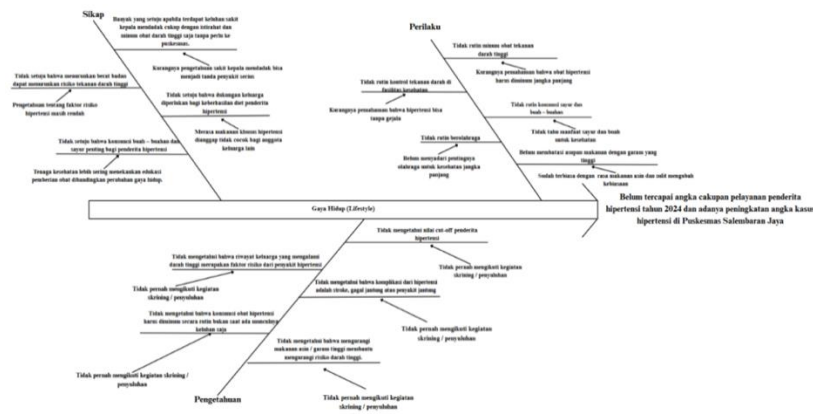 Sikap
Banyak yang setuju apabila terdapat keluhan sakit
kepala mendadak cukup dengan istirahat dan
minum obat darah tinggi saja tanpa perlu ke
puskesmas.
Kurangnya pengetahuan sakit kepala mendadak bisa
menjadi tanda penyakit serius
Tidak setuju bahwa menurunkan berat badan
dapat menurunkan risiko tekanan darah tinggi
Pengetahuan tentang faktor risiko
hipertensi masih rendah
Tidak setuju bahwa dukungan keluarga
diperlukan bagi keberhasilan diet penderita
hipertensi
Merasa makanan khusus hipertensi
dianggap tidak cocok bagi anggota
keluarga lain
Tidak setuju bahwa konsumsi buah – buahan dan
sayur penting bagi penderita hipertensi
Tenaga kesehatan lebih sering menekankan edukasi
pemberian obat dibandingkan perubahan gaya hidup.
Perilaku
Tidak rutin minum obat tekanan
darah tinggi
Kurangnya pemahaman bahwa obat hipertensi
harus diminum jangka panjang
Tidak rutin kontrol tekanan darah di
fasilitas kesehatan
Kurangnya pemahaman bahwa hipertensi bisa
tanpa gejala
Tidak rutin konsumsi sayur dan
buah – buahan
Tidak tahu manfaat sayur dan buah
untuk kesehatan
Tidak rutin berolahraga
Belum menyadari pentingnya
olahraga untuk kesehatan jangka
panjang
Belum membatasi asupan makanan dengan garam yang
tinggi
Sudah terbiasa dengan rasa makanan asin dan sulit mengubah
kebiasaan
Gaya Hidup (Lifestyle)
Belum tercapai angka cakupan pelayanan penderita
hipertensi tahun 2024 dan adanya peningkatan angka kasus
hipertensi di Puskesmas Salembaran Jaya
Tidak mengetahui nilai cut-off penderita
hipertensi
Tidak pernah mengikuti kegiatan
skrining / penyuluhan
Tidak mengetahui bahwa riwayat keluarga yang mengalami
darah tinggi merupakan faktor risiko dari penyakit hipertensi
Tidak pernah mengikuti kegiatan
skrining / penyuluhan
Tidak mengetahui bahwa komplikasi dari hipertensi
adalah stroke, gagal jantung atau penyakit jantung
Tidak pernah mengikuti kegiatan
skrining / penyuluhan
Tidak mengetahui bahwa konsumsi obat hipertensi
harus diminum secara rutin bukan saat ada munculnya
keluhan saja
Tidak pernah mengikuti kegiatan skrining /
penyuluhan
Tidak mengetahui bahwa mengurangi
makanan asin / garam tinggi membantu
mengurangi risiko darah tinggi.
Tidak pernah mengikuti kegiatan
skrining / penyuluhan
Pengetahuan